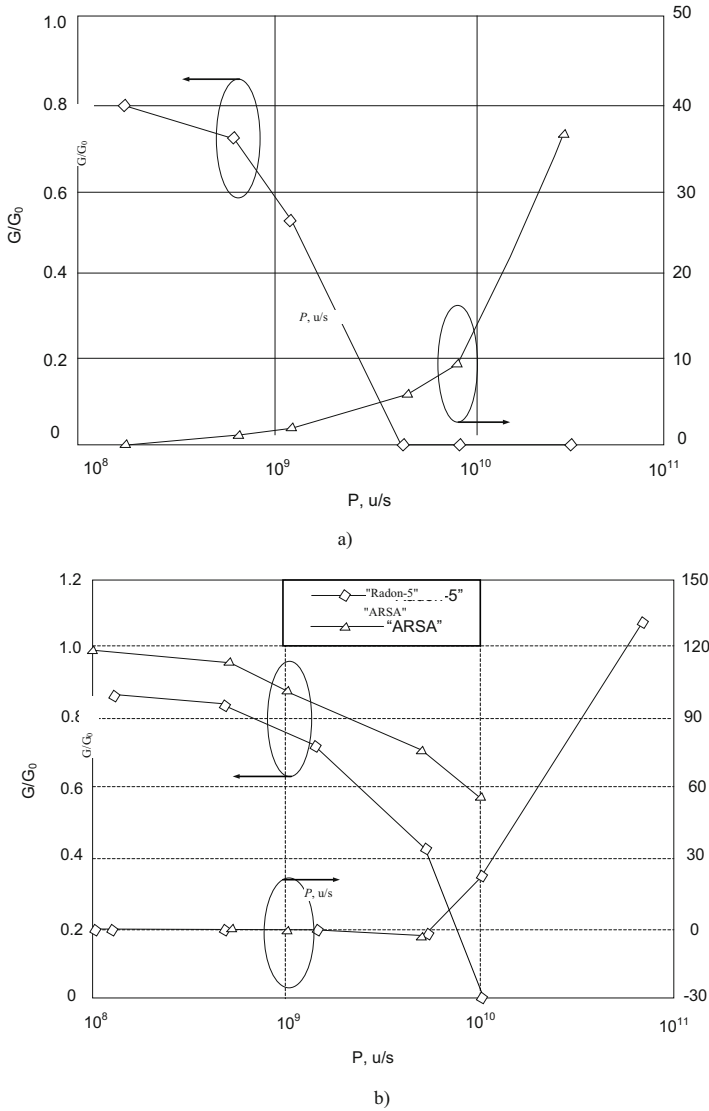 1.0
0.8
0.6
0.4
0.2
0
G/G0
G/G0
50
40
30
20
10
0
P, u/s
10^8
10^9
10^10
10^11
P, u/s
a)
1.2
1.0
0.8
0.6
0.4
0.2
0
G/G0
G/G0
"Radon-5" -5”
"ARSA" “ARSA”
150
120
90
60
30
0
-30
P, u/s
10^8
10^9
10^10
10^11
P, u/s
b)